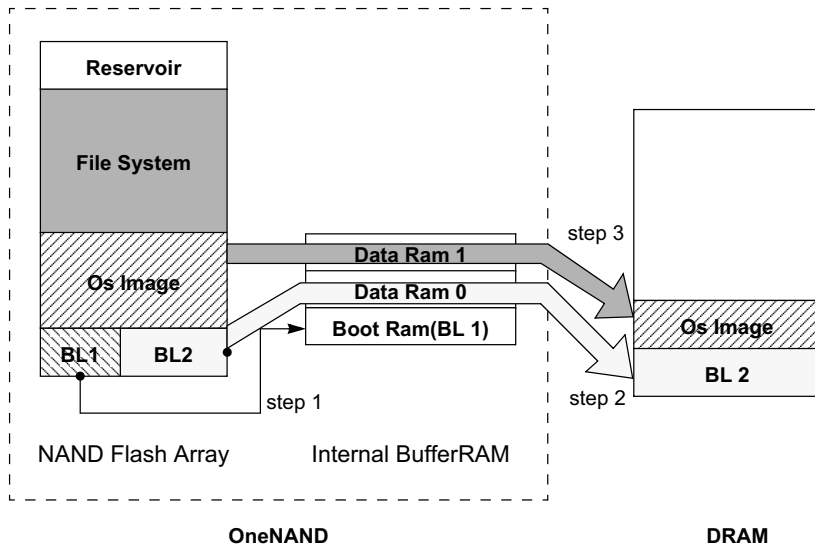 Reservoir
File System
Os Image
BL1
BL2
Data Ram 1
Data Ram 0
Boot Ram(BL 1)
step 1
step 3
step 2
Os Image
BL 2
NAND Flash Array
Internal BufferRAM
OneNAND
DRAM